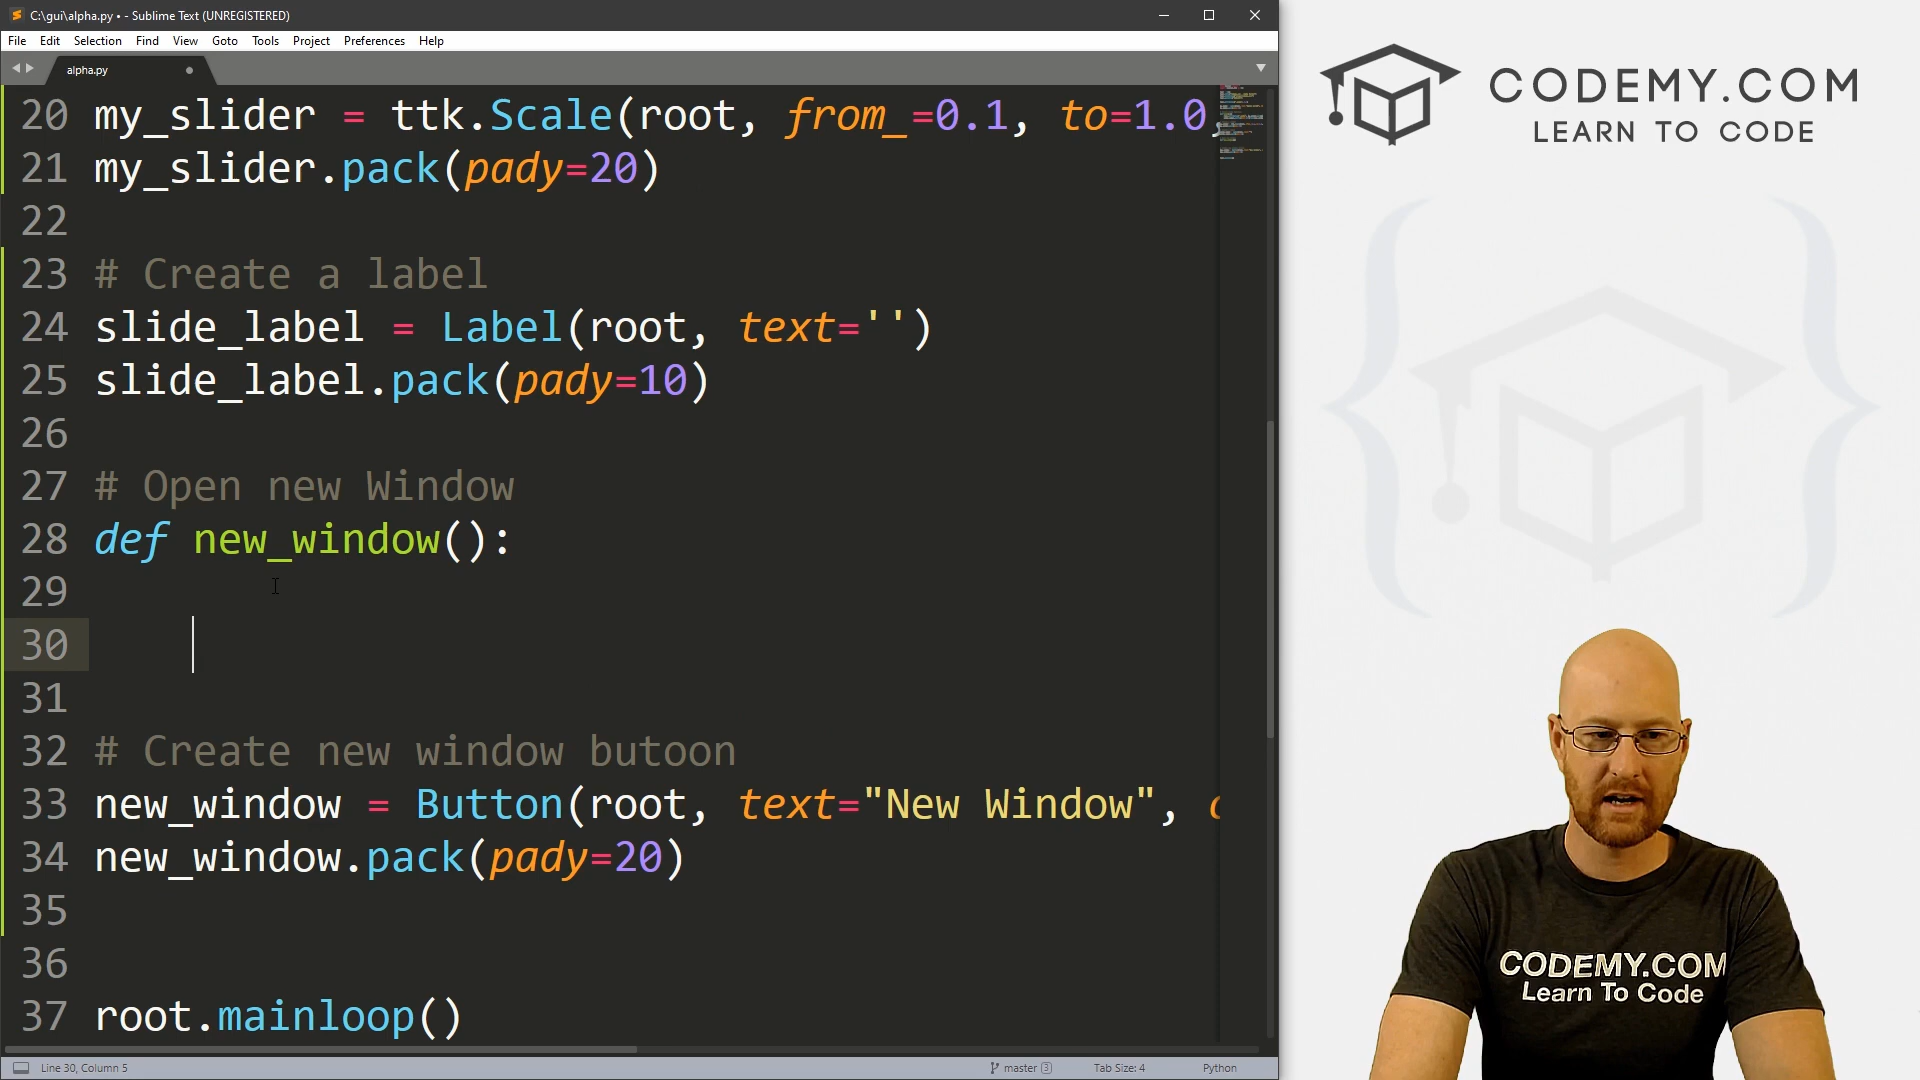 C:\gui\alpha.py • - Sublime Text (UNREGISTERED)
File Edit Selection Find View Goto Tools Project Preferences Help
alpha.py
20 my_slider = ttk.Scale(root, from_=0.1, to=1.0,
21 my_slider.pack(pady=20)
22
23 # Create a label
24 slide_label = Label(root, text='')
25 slide_label.pack(pady=10)
26
27 # Open new Window
28 def new_window():
29
30
31
32 # Create new window butoon
33 new_window = Button(root, text="New Window", c
34 new_window.pack(pady=20)
35
36
37 root.mainloop()
Line 30, Column 5 master 3 Tab Size: 4 Python
CODEMY.COM
LEARN TO CODE
CODEMY.COM
Learn To Code